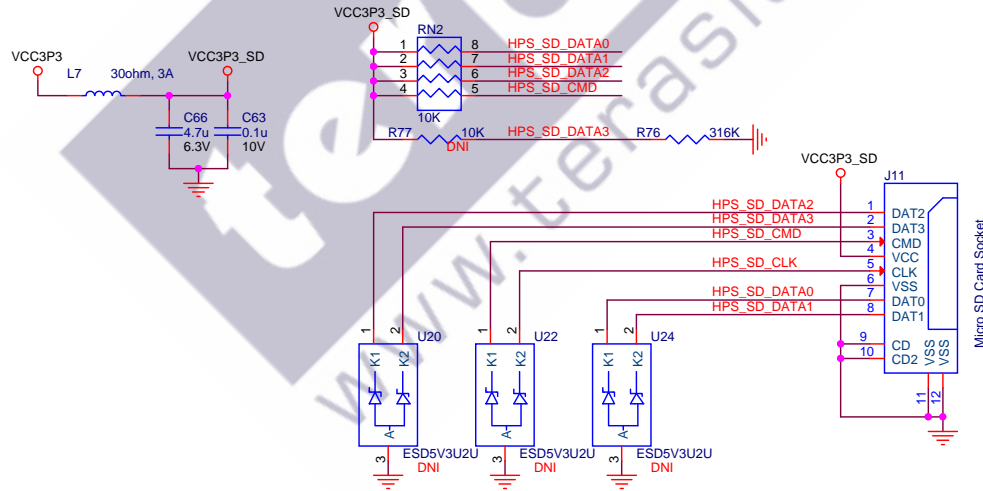 VCC3P3_SD
RN2
VCC3P3
VCC3P3_SD
L7
30ohm, 3A
1
8
HPS_SD_DATA0
2
7
HPS_SD_DATA1
3
6
HPS_SD_DATA2
4
5
HPS_SD_CMD
10K
C66
4.7u
6.3V
C63
0.1u
10V
R77
10K
DNI
HPS_SD_DATA3
R76
316K
VCC3P3_SD
J11
HPS_SD_DATA2
1
DAT2
HPS_SD_DATA3
2
DAT3
HPS_SD_CMD
3
CMD
4
VCC
HPS_SD_CLK
5
CLK
6
VSS
HPS_SD_DATA0
7
DAT0
HPS_SD_DATA1
8
DAT1
9
CD
10
CD2
VSS
VSS
11
12
Micro SD Card Socket
1
2
U20
K1
K2
A
3
ESD5V3U2U
DNI
1
2
U22
K1
K2
A
3
ESD5V3U2U
DNI
1
2
U24
K1
K2
A
3
ESD5V3U2U
DNI
www.terasic